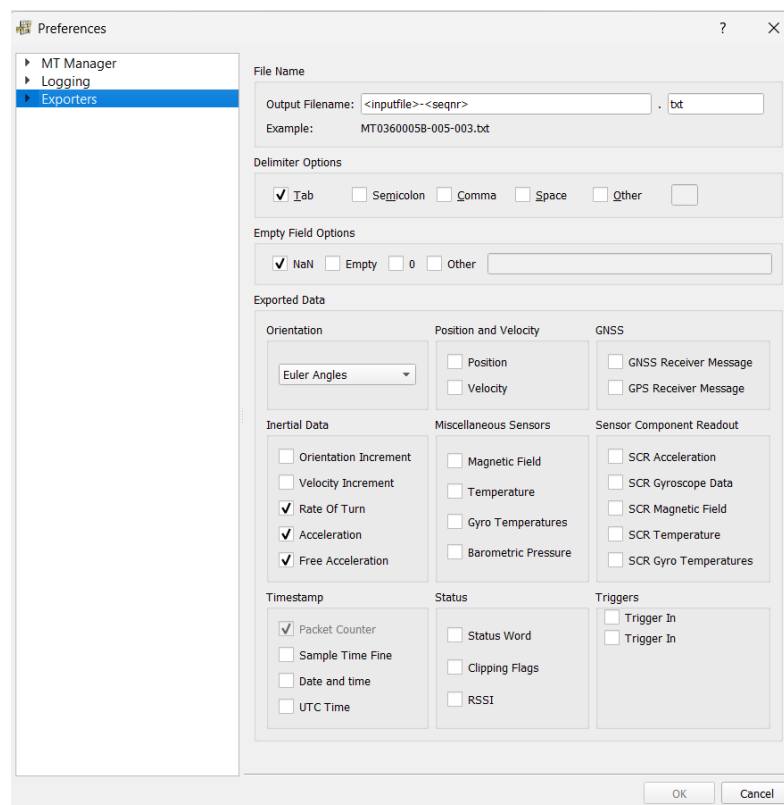 Preferences
? X
MT Manager
Logging
Exporters
File Name
Output Filename: <inputfile>-<seqnr> . txt
Example: MT0360005B-005-003.txt
Delimiter Options
Tab Semicolon Comma Space Other
Empty Field Options
NaN Empty 0 Other
Exported Data
Orientation
Euler Angles
Position and Velocity
Position
Velocity
GNSS
GNSS Receiver Message
GPS Receiver Message
Inertial Data
Orientation Increment
Velocity Increment
Rate Of Turn
Acceleration
Free Acceleration
Miscellaneous Sensors
Magnetic Field
Temperature
Gyro Temperatures
Barometric Pressure
Sensor Component Readout
SCR Acceleration
SCR Gyroscope Data
SCR Magnetic Field
SCR Temperature
SCR Gyro Temperatures
Timestamp
Packet Counter
Sample Time Fine
Date and time
UTC Time
Status
Status Word
Clipping Flags
RSSI
Triggers
Trigger In
Trigger In
OK Cancel